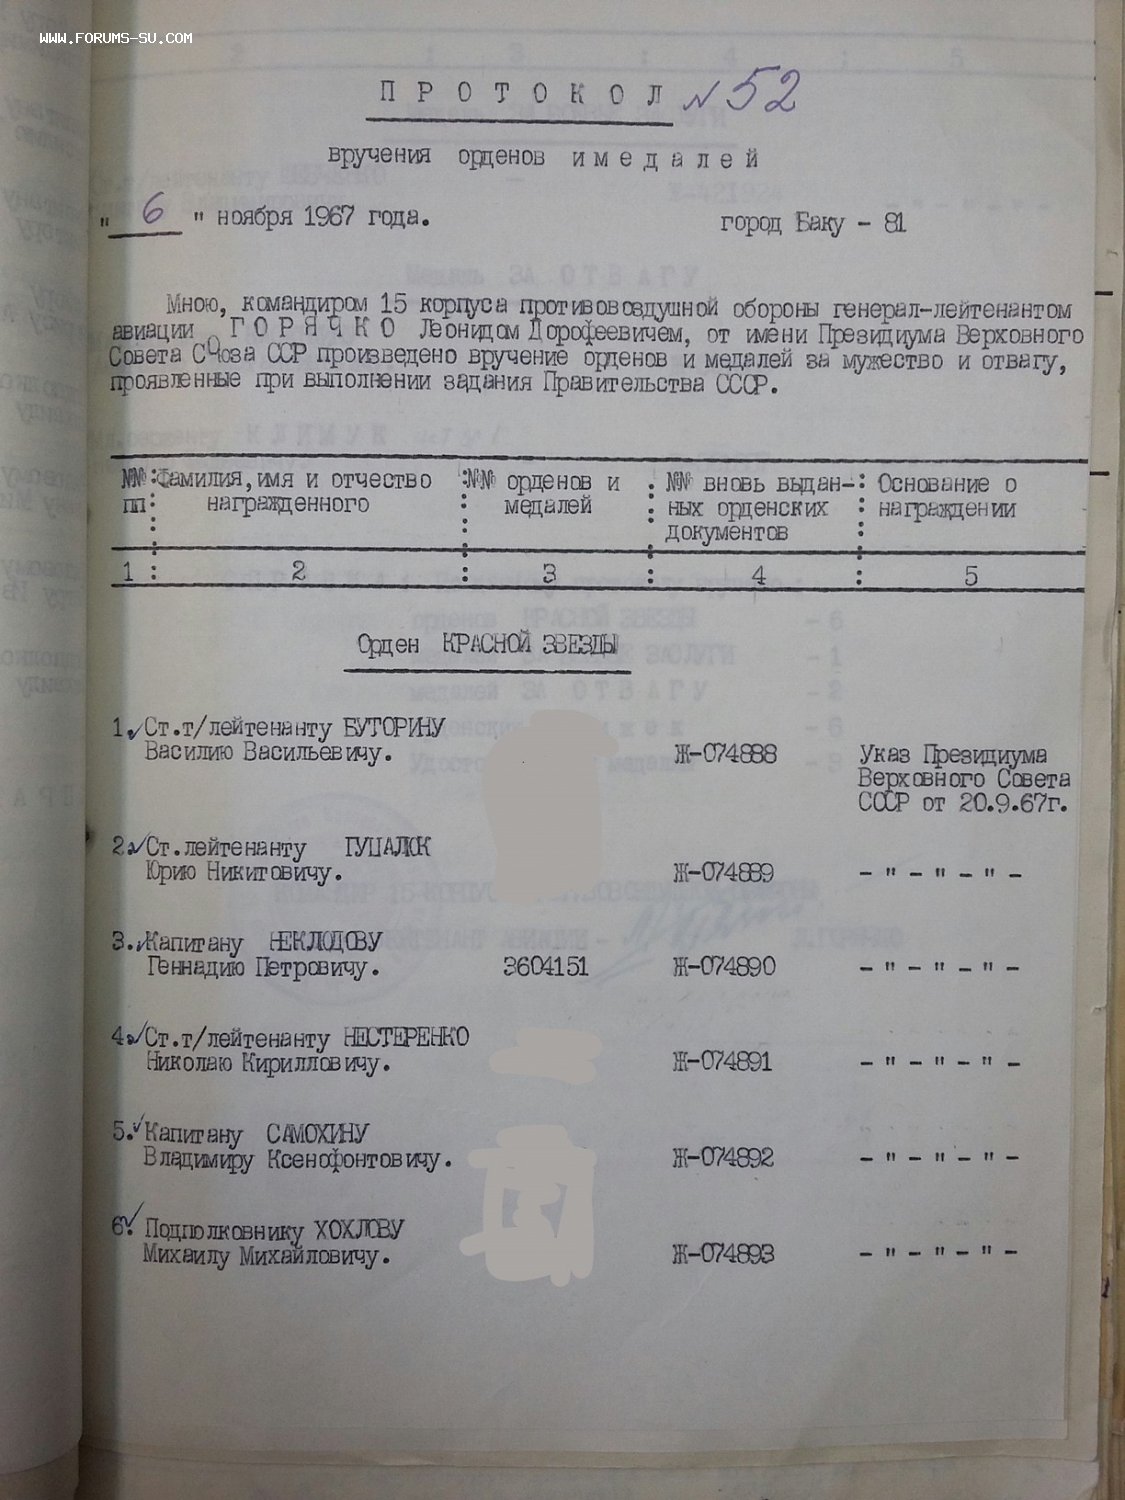 WWW.FORUMS-SU.COM
П Р О Т О К О Л № 52
вручения орденов и м е д а л е й
" 6 " ноября 1967 года. город Баку - 81
Мною, командиром 15 корпуса противовоздушной обороны генерал-лейтенантом
авиации Г О Р Я Ч К О Леонидом Дорофеевичем, от имени Президиума Верховного
Совета Союза ССР произведено вручение орденов и медалей за мужество и отвагу,
проявленные при выполнении задания Правительства СССР.
№№ : Фамилия, имя и отчество : №№ орденов и : №№ вновь выдан- : Основание о
пп : награжденного : медалей : ных орденских : награждении
документов
1 : 2 : 3 : 4 : 5
Орден КРАСНОЙ ЗВЕЗДЫ
1. Ст.т/лейтенанту БУТОРИНУ
Василию Васильевичу. Ж-074888 Указ Президиума
Верховного Совета
СССР от 20.9.67г.
2. Ст.лейтенанту ГУЦАЛЮК
Юрию Никитовичу. Ж-074889 - " - " - " -
3. Капитану НЕКЛЮДОВУ
Геннадию Петровичу. 3604151 Ж-074890 - " - " - " -
4. Ст.т/лейтенанту НЕСТЕРЕНКО
Николаю Кирилловичу. Ж-074891 - " - " - " -
5. Капитану САМОХИНУ
Владимиру Ксенофонтовичу. Ж-074892 - " - " - " -
6. Подполковнику ХОХЛОВУ
Михаилу Михайловичу. Ж-074893 - " - " - " -